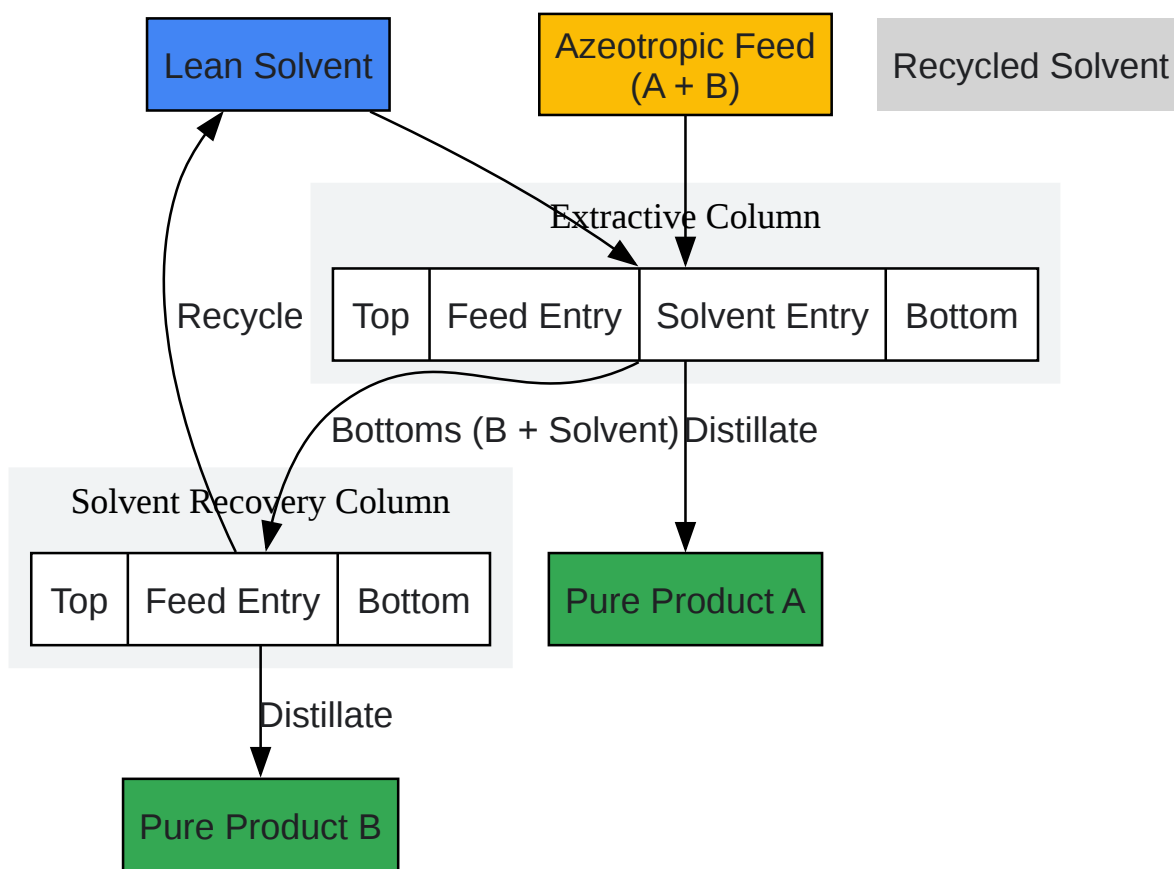 Lean Solvent
Azeotropic Feed
(A + B)
Recycled Solvent
Extractive Column
Top
Feed Entry
Solvent Entry
Bottom
Recycle
Bottoms (B + Solvent)
Distillate
Solvent Recovery Column
Top
Feed Entry
Bottom
Pure Product A
Distillate
Pure Product B